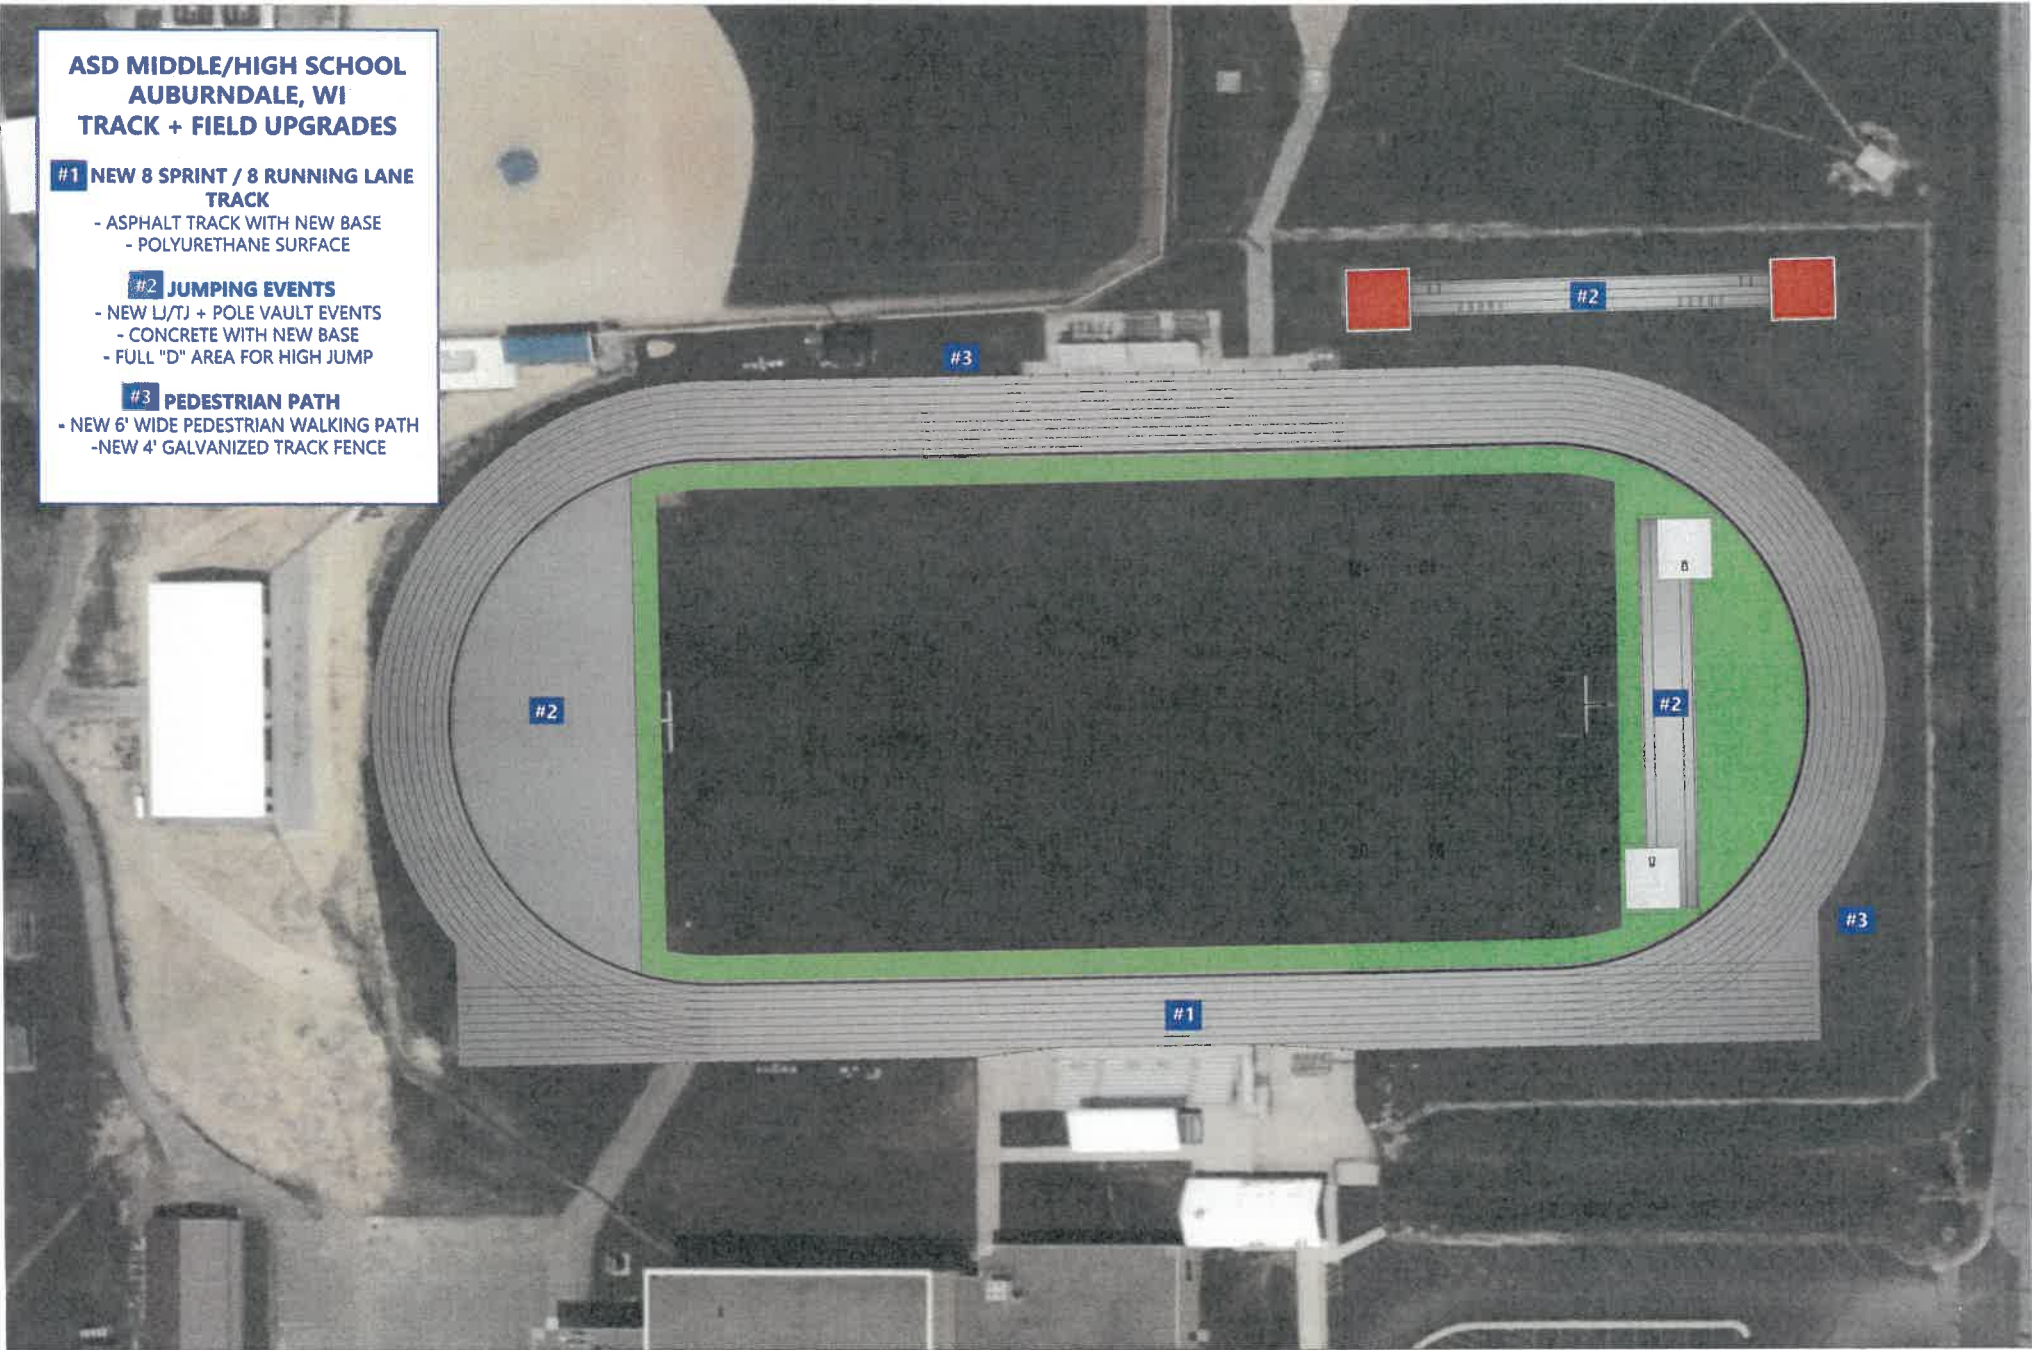 ASD MIDDLE/HIGH SCHOOL
AUBURNDALE, WI
TRACK + FIELD UPGRADES
#1 NEW 8 SPRINT / 8 RUNNING LANE
TRACK
- ASPHALT TRACK WITH NEW BASE
- POLYURETHANE SURFACE
#2 JUMPING EVENTS
- NEW LJ/TJ + POLE VAULT EVENTS
- CONCRETE WITH NEW BASE
- FULL "D" AREA FOR HIGH JUMP
#3 PEDESTRIAN PATH
- NEW 6' WIDE PEDESTRIAN WALKING PATH
-NEW 4' GALVANIZED TRACK FENCE
#2
#3
#2
#2
#3
#1